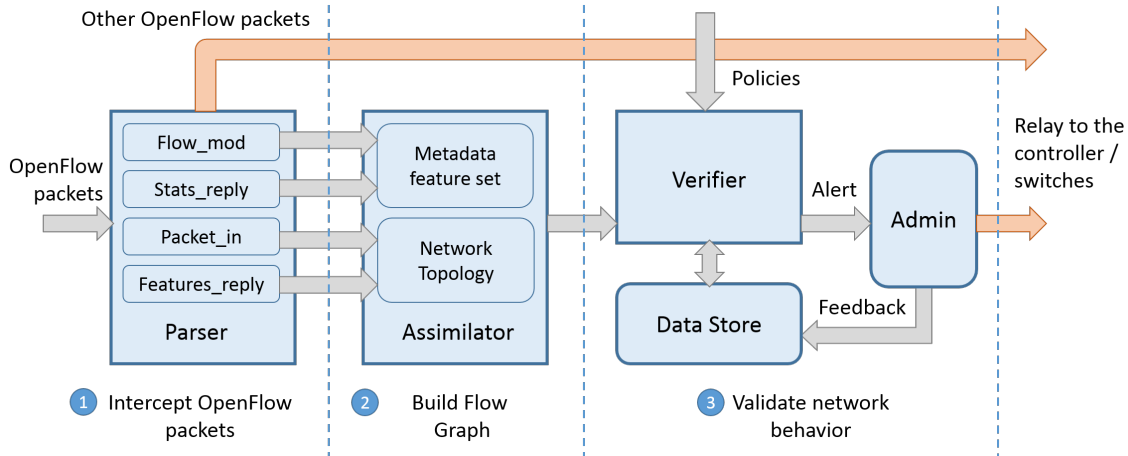 Other OpenFlow packets
Policies
OpenFlow
packets
Flow_mod
Stats_reply
Packet_in
Features_reply
Parser
Metadata
feature set
Network
Topology
Assimilator
Verifier
Data Store
Alert
Admin
Feedback
Relay to the
controller /
switches
1 Intercept OpenFlow
packets
2 Build Flow
Graph
3 Validate network
behavior